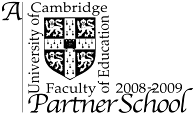 A
University of Cambridge
Faculty of Education
2008-2009
Partner School